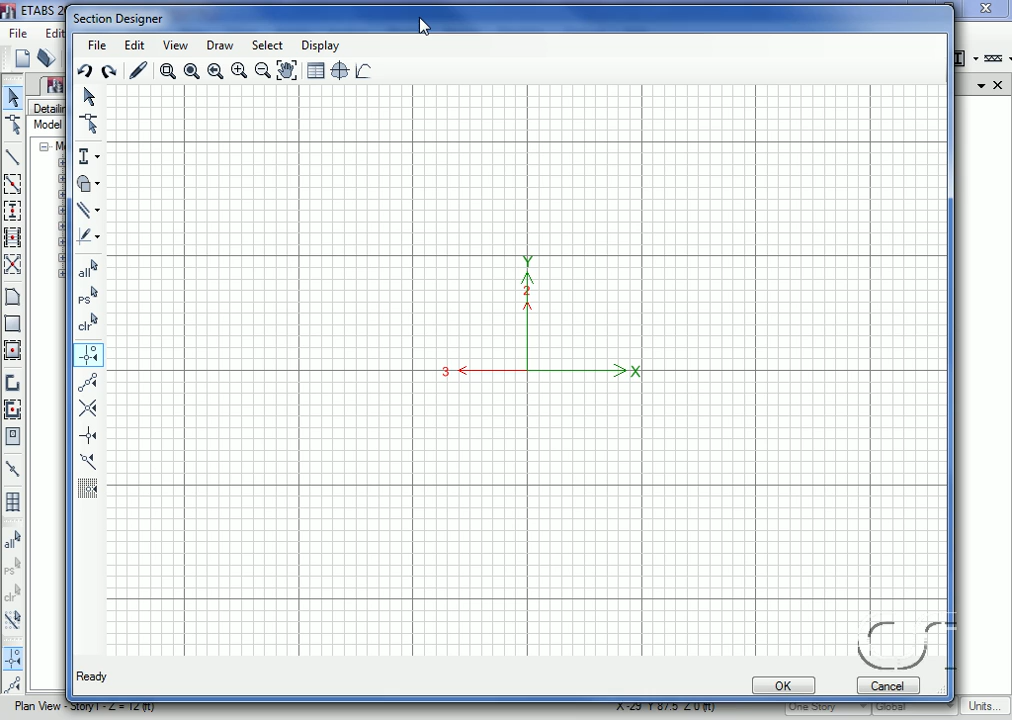 ETABS 2
Section Designer
File Edi
File Edit View Draw Select Display
Detailin
Model
all
ps
clr
Y
2
3
X
all
ps
clr
Ready
OK Cancel
Plan View - Story1 - Z = 12 (ft) X -29 Y 87.5 Z 0 (ft) One Story Global Units...